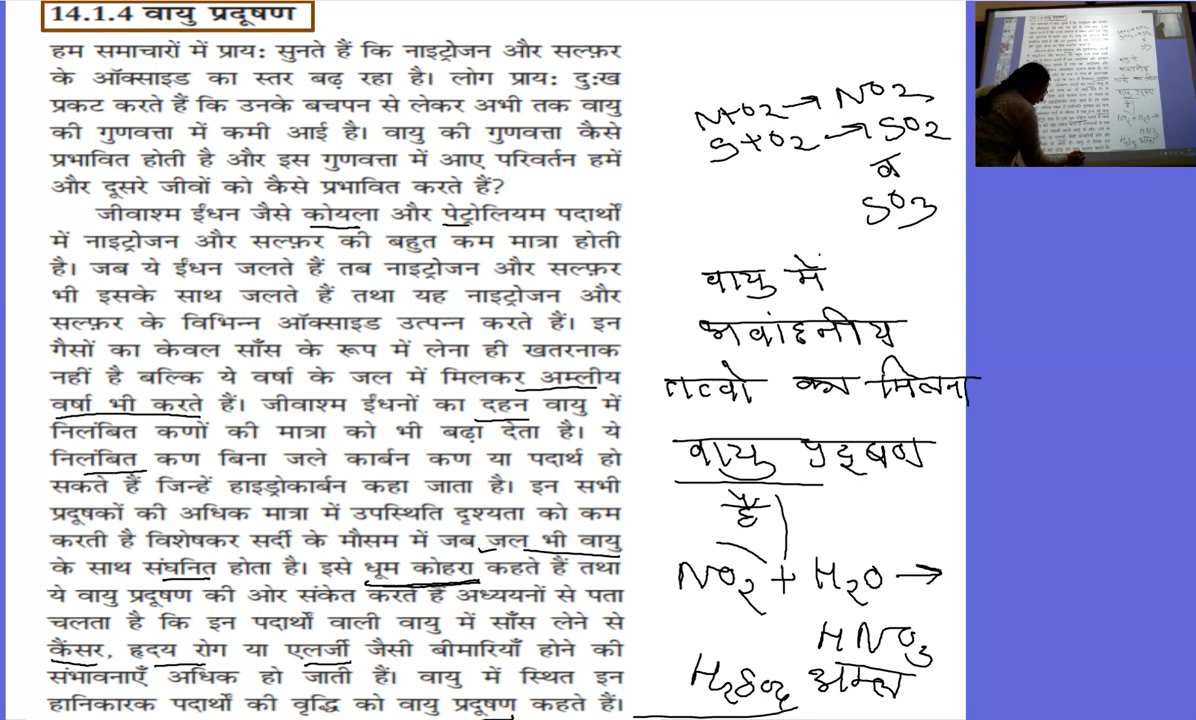 14.1.4 वायु प्रदूषण
हम समाचारों में प्राय: सुनते हैं कि नाइट्रोजन और सल्फ़र
के ऑक्साइड का स्तर बढ़ रहा है। लोग प्राय: दु:ख
प्रकट करते हैं कि उनके बचपन से लेकर अभी तक वायु
की गुणवत्ता में कमी आई है। वायु की गुणवत्ता कैसे
प्रभावित होती है और इस गुणवत्ता में आए परिवर्तन हमें
और दूसरे जीवों को कैसे प्रभावित करते हैं?
जीवाश्म ईंधन जैसे कोयला और पेट्रोलियम पदार्थों
में नाइट्रोजन और सल्फ़र की बहुत कम मात्रा होती
है। जब ये ईंधन जलते हैं तब नाइट्रोजन और सल्फ़र
भी इसके साथ जलते हैं तथा यह नाइट्रोजन और
सल्फ़र के विभिन्न ऑक्साइड उत्पन्न करते हैं। इन
गैसों का केवल साँस के रूप में लेना ही खतरनाक
नहीं है बल्कि ये वर्षा के जल में मिलकर अम्लीय
वर्षा भी करते हैं। जीवाश्म ईंधनों का दहन वायु में
निलंबित कणों की मात्रा को भी बढ़ा देता है। ये
निलंबित कण बिना जले कार्बन कण या पदार्थ हो
सकते हैं जिन्हें हाइड्रोकार्बन कहा जाता है। इन सभी
प्रदूषकों की अधिक मात्रा में उपस्थिति दृश्यता को कम
करती है विशेषकर सर्दी के मौसम में जब जल भी वायु
के साथ संघनित होता है। इसे धूम कोहरा कहते हैं तथा
ये वायु प्रदूषण की ओर संकेत करते हैं अध्ययनों से पता
चलता है कि इन पदार्थों वाली वायु में साँस लेने से
कैंसर, हृदय रोग या एलर्जी जैसी बीमारियाँ होने की
संभावनाएँ अधिक हो जाती हैं। वायु में स्थित इन
हानिकारक पदार्थों की वृद्धि को वायु प्रदूषण कहते हैं।
N+O2 → NO2
S+O2 → SO2
व
SO3
वायु में
अवांछनीय
तत्वो का मिलना
वायु प्रदूषण
है
NO2 + H2O →
HNO3
H2SO4 अम्ल